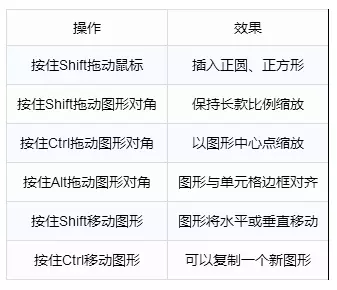 操作 效果
按住Shift拖动鼠标 插入正圆、正方形
按住Shift拖动图形对角 保持长款比例缩放
按住Ctrl拖动图形对角 以图形中心点缩放
按住Alt拖动图形对角 图形与单元格边框对齐
按住Shift移动图形 图形将水平或垂直移动
按住Ctrl移动图形 可以复制一个新图形